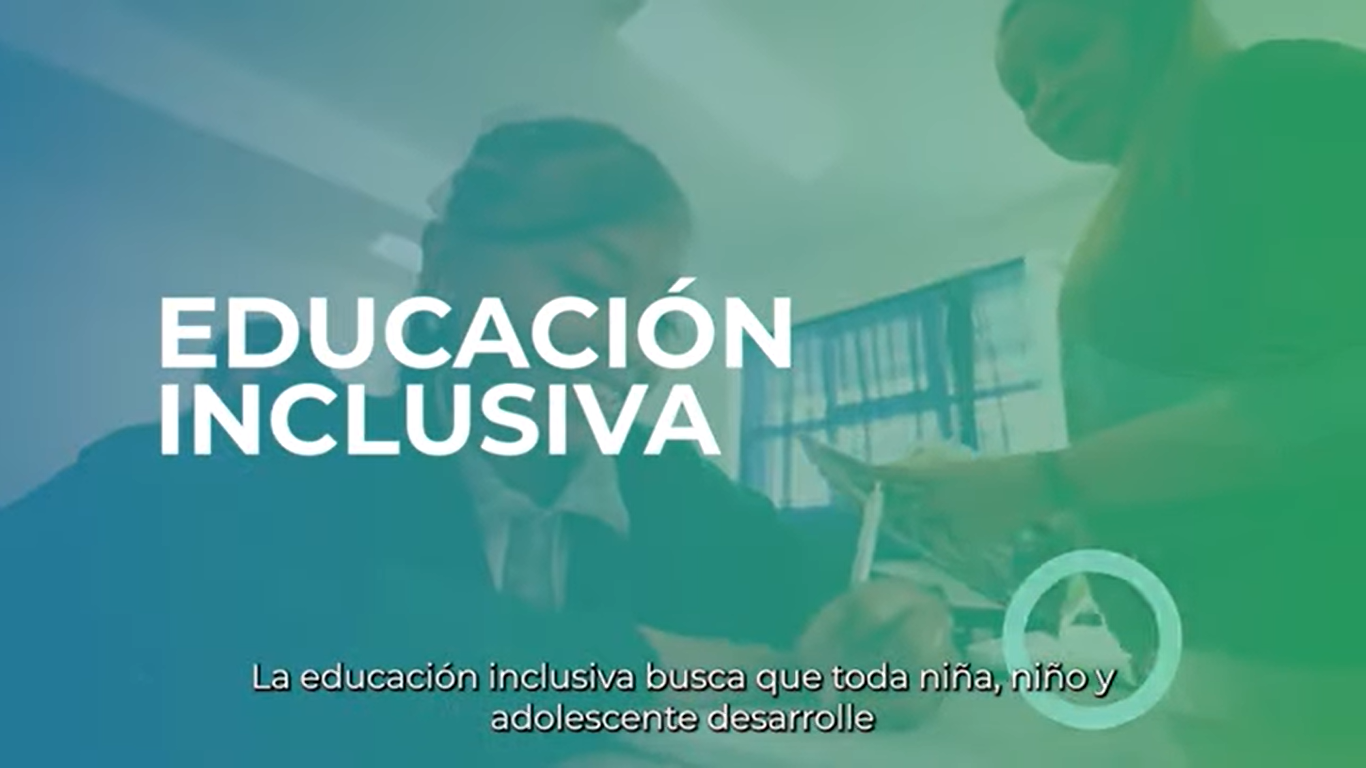 EDUCACIÓN
INCLUSIVA
La educación inclusiva busca que toda niña, niño y
adolescente desarrolle